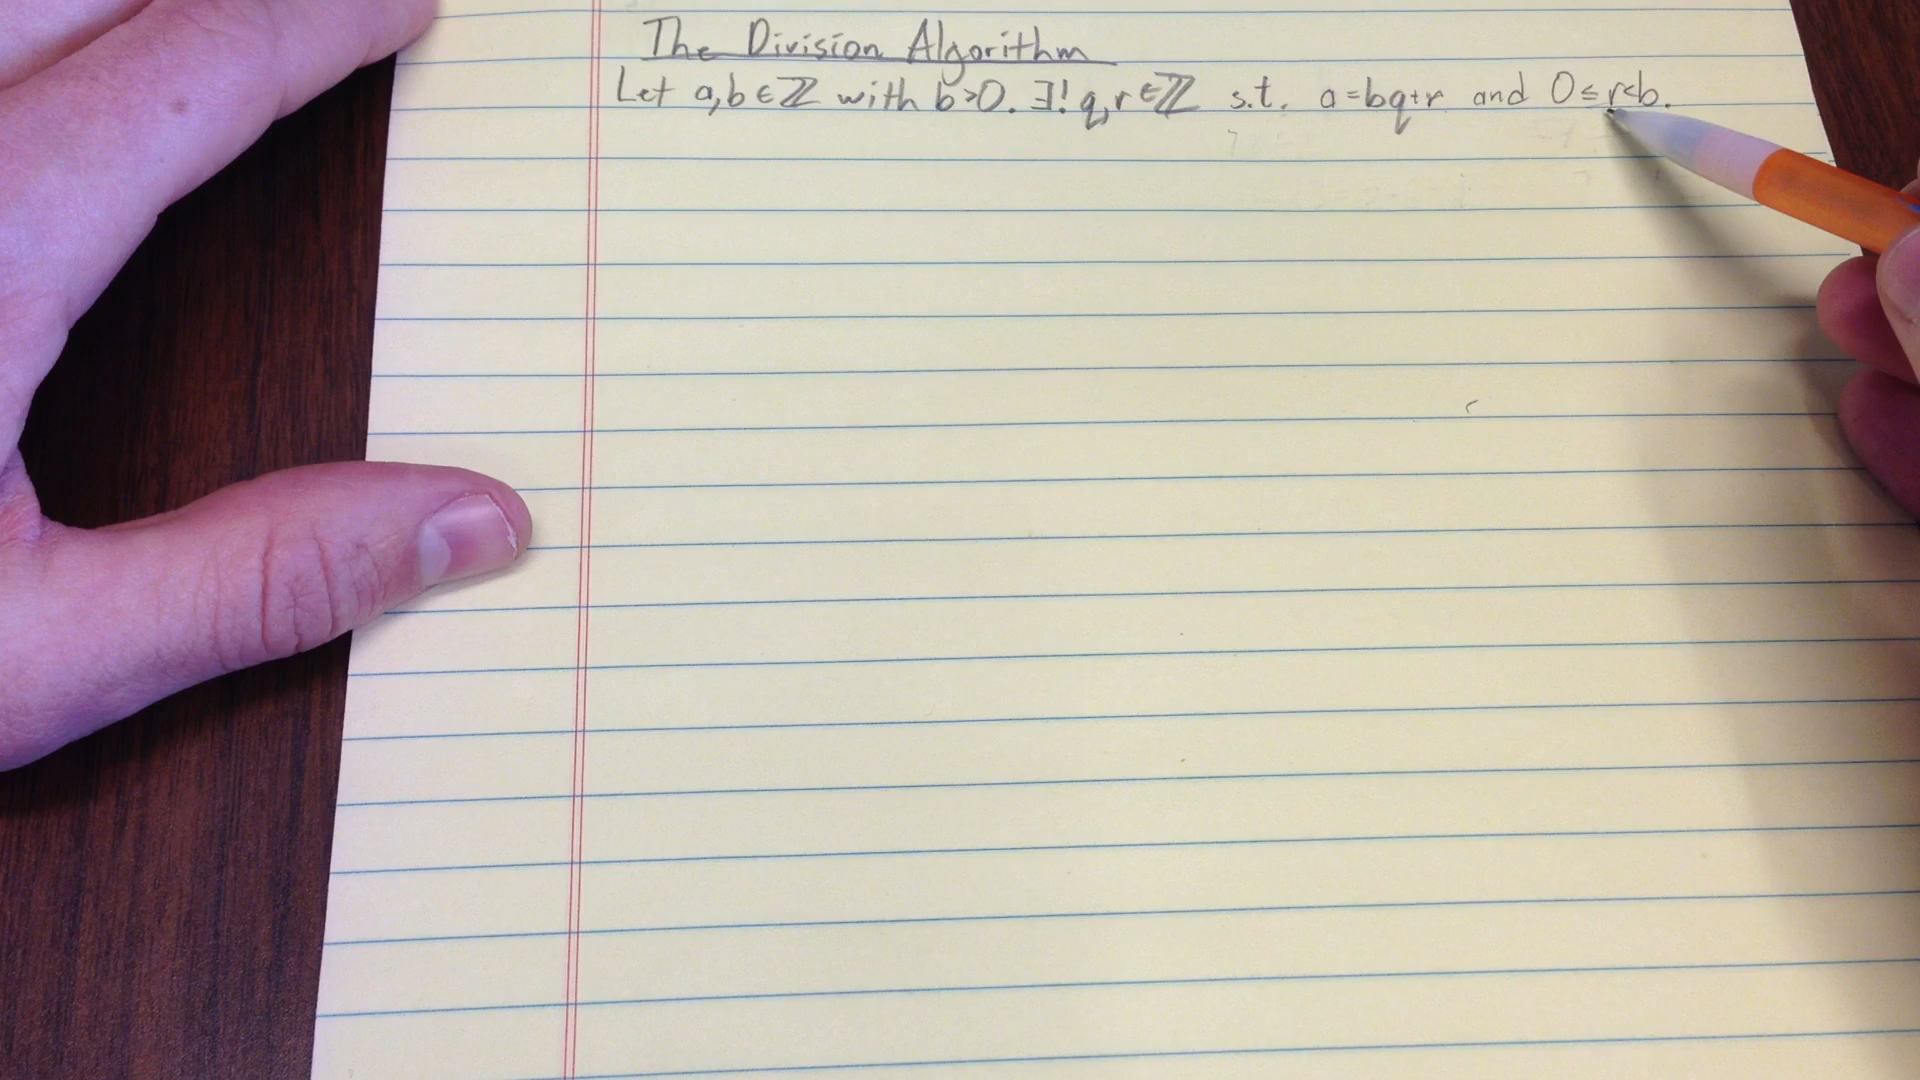 The Division Algorithm
Let a,b ∈ ℤ with b>0. ∃! q,r ∈ ℤ s.t. a=bq+r and 0≤r<b.